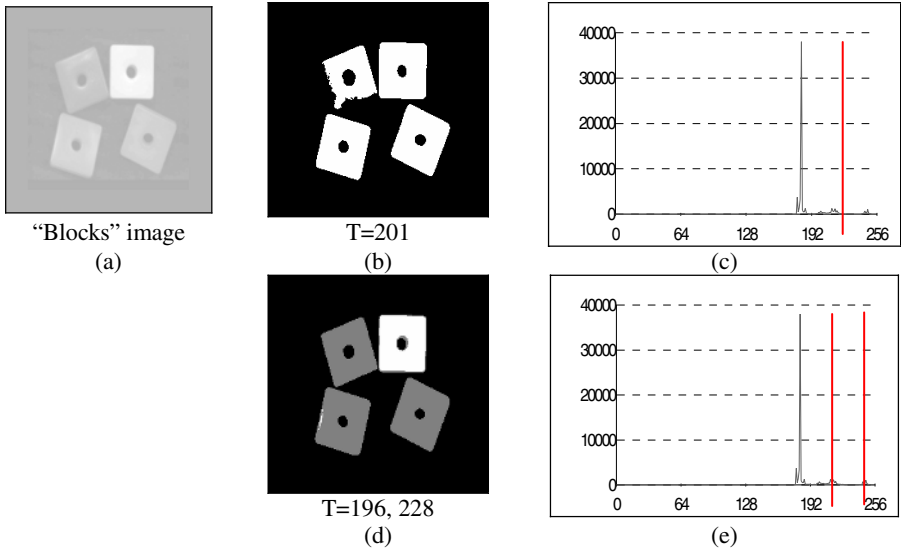 40000
30000
20000
10000
0
0 64 128 192 256
“Blocks” image
T=201
(a)
(b)
(c)
40000
30000
20000
10000
0
0 64 128 192 256
T=196, 228
(d)
(e)